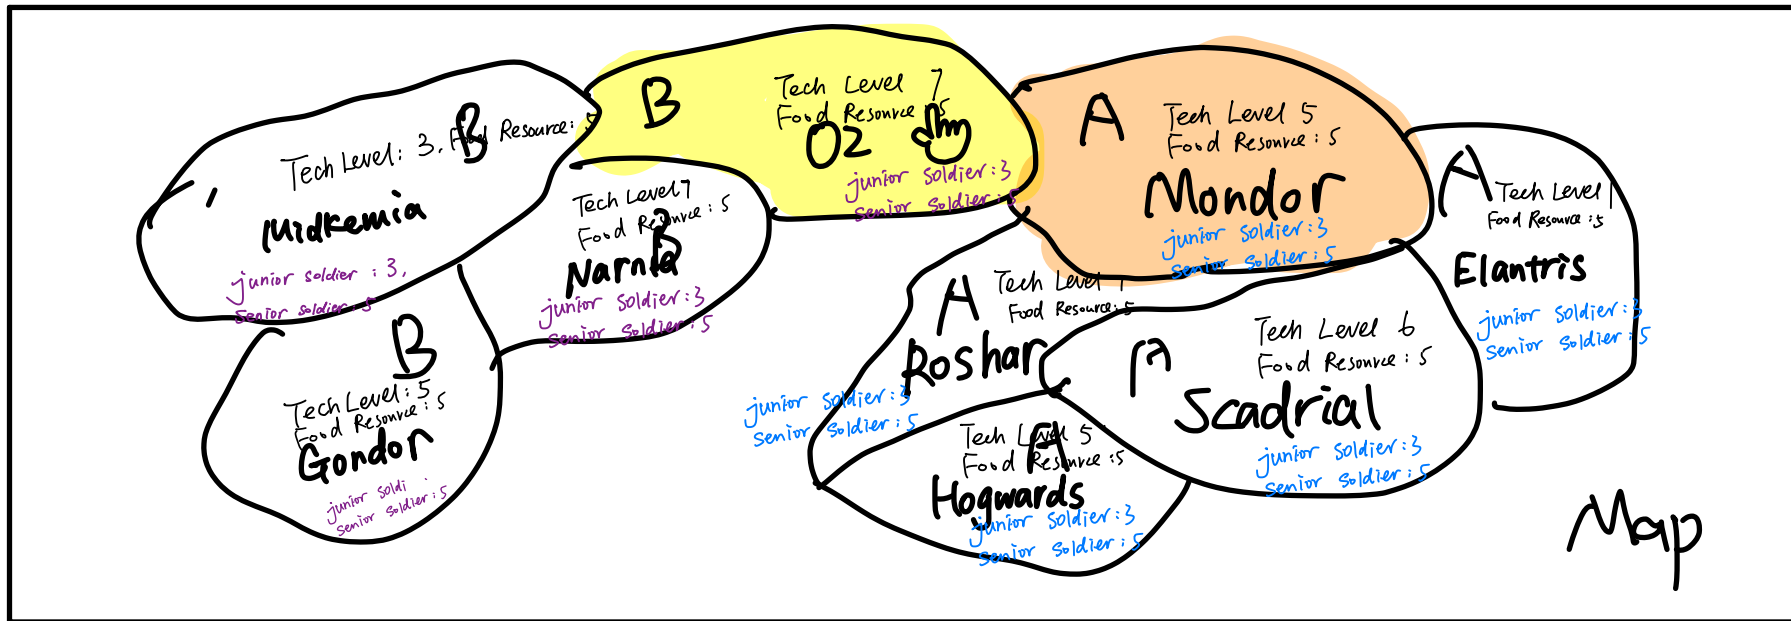 B
Tech Level: 3, Food Resource: 5
Midkemia
junior soldier : 3,
senior soldier : 5
B
Tech Level 7
Food Resource : 5
OZ
junior soldier:3
senior soldier:5
Tech Level 7
Food Resource : 5
B
Narnia
junior soldier:3
senior soldier:5
B
Tech Level: 5
Food Resource: 5
Gondor
junior soldi
senior soldier: 5
A
Tech Level 5
Food Resource : 5
Mondor
junior soldier:3
senior soldier:5
A
Tech Level 1
Food Resource:5
Elantris
junior soldier:3
senior soldier:5
A
Tech Level 1
Food Resource:5
Roshar
junior soldier:3
senior soldier:5
A
Tech Level 6
Food Resource : 5
Scadrial
junior soldier:3
senior soldier:5
A
Tech Level 5
Food Resource :5
Hogwards
junior soldier:3
senior soldier:5
Map